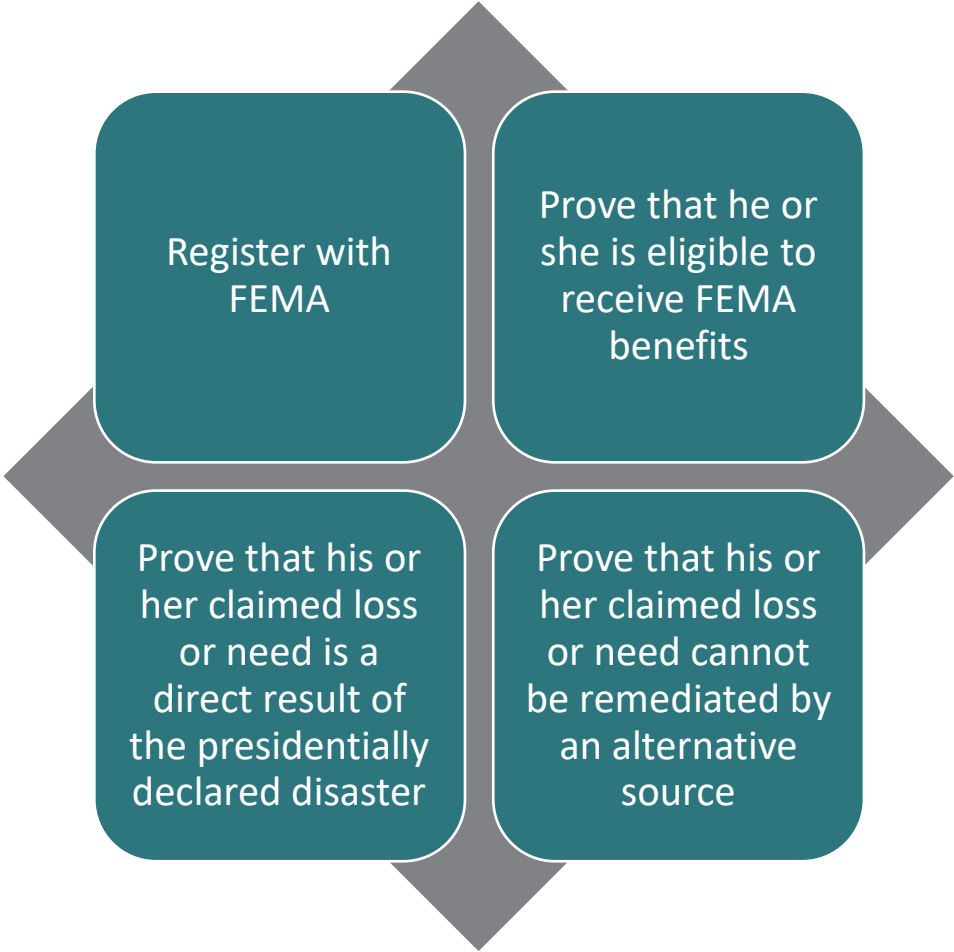 Register with
FEMA
Prove that he or
she is eligible to
receive FEMA
benefits
Prove that his or
her claimed loss
or need is a
direct result of
the presidentially
declared disaster
Prove that his or
her claimed loss
or need cannot
be remediated by
an alternative
source